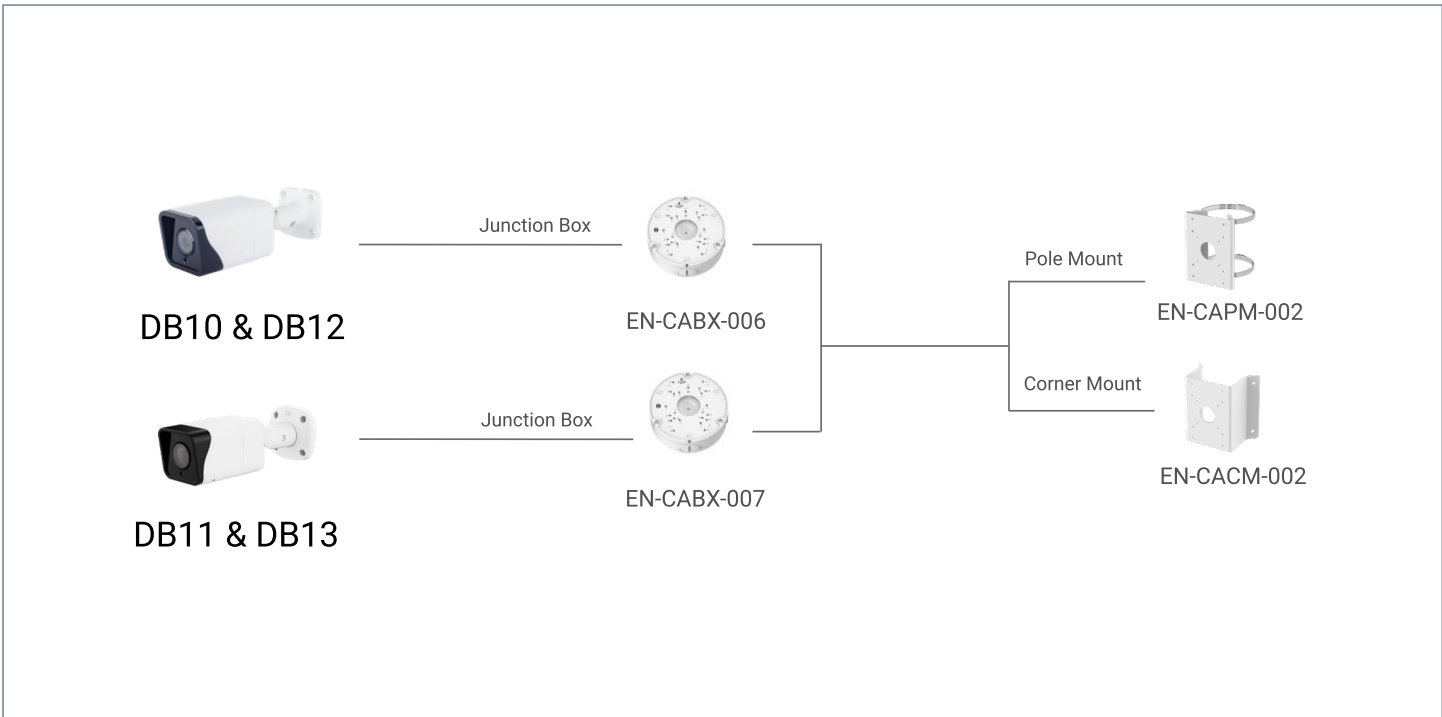 Junction Box
DB10 & DB12
EN-CABX-006
Junction Box
DB11 & DB13
EN-CABX-007
Pole Mount
EN-CAPM-002
Corner Mount
EN-CACM-002